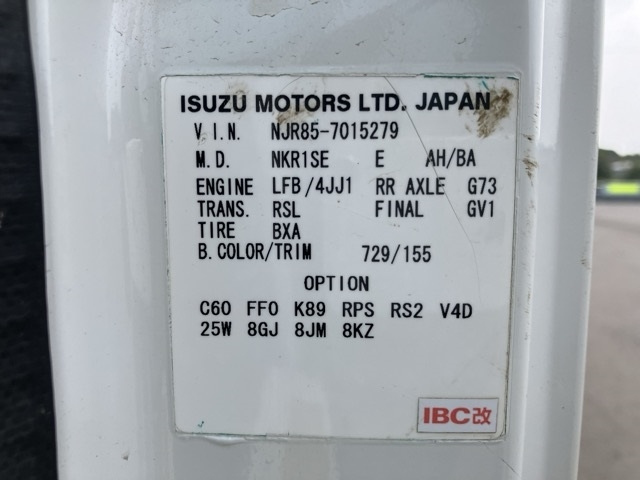 ISUZU MOTORS LTD. JAPAN
V.I.N. NJR85-7015279
M.D. NKR1SE E AH/BA
ENGINE LFB/4JJ1 RR AXLE G73
TRANS. RSL FINAL GV1
TIRE BXA
B.COLOR/TRIM 729/155
OPTION
C60 FF0 K89 RPS RS2 V4D
25W 8GJ 8JM 8KZ
IBC改